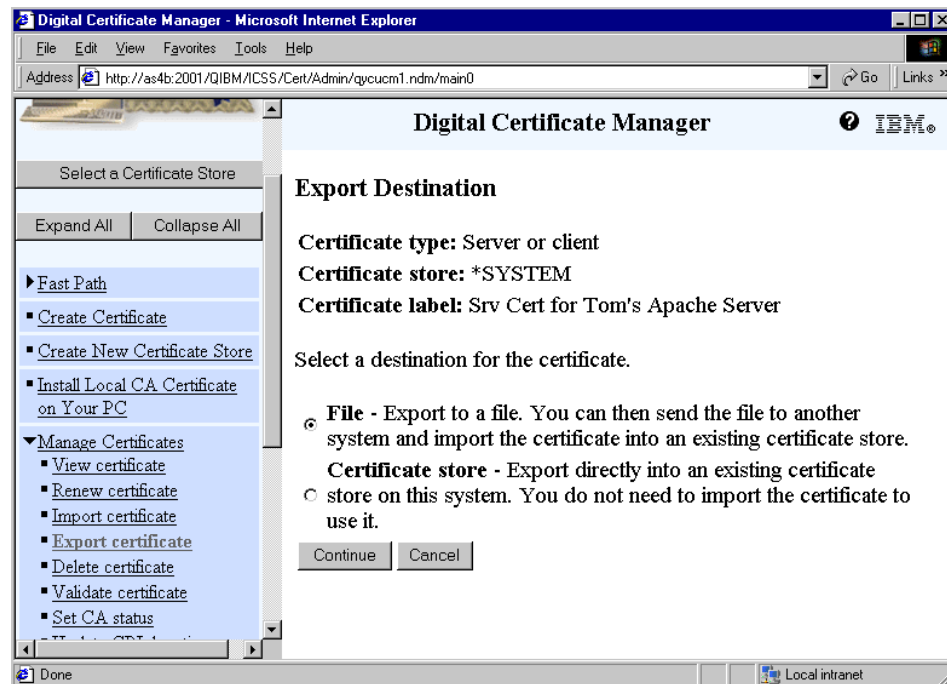 Digital Certificate Manager - Microsoft Internet Explorer
File Edit View Favorites Tools Help
Address http://as4b:2001/QIBM/ICSS/Cert/Admin/qycucm1.ndm/main0 Go Links »
Select a Certificate Store
Expand All Collapse All
Fast Path
Create Certificate
Create New Certificate Store
Install Local CA Certificate
on Your PC
Manage Certificates
View certificate
Renew certificate
Import certificate
Export certificate
Delete certificate
Validate certificate
Set CA status
Digital Certificate Manager ? IBM®
Export Destination
Certificate type: Server or client
Certificate store: *SYSTEM
Certificate label: Srv Cert for Tom's Apache Server
Select a destination for the certificate.
File - Export to a file. You can then send the file to another
system and import the certificate into an existing certificate store.
Certificate store - Export directly into an existing certificate
store on this system. You do not need to import the certificate to
use it.
Continue Cancel
Done Local intranet